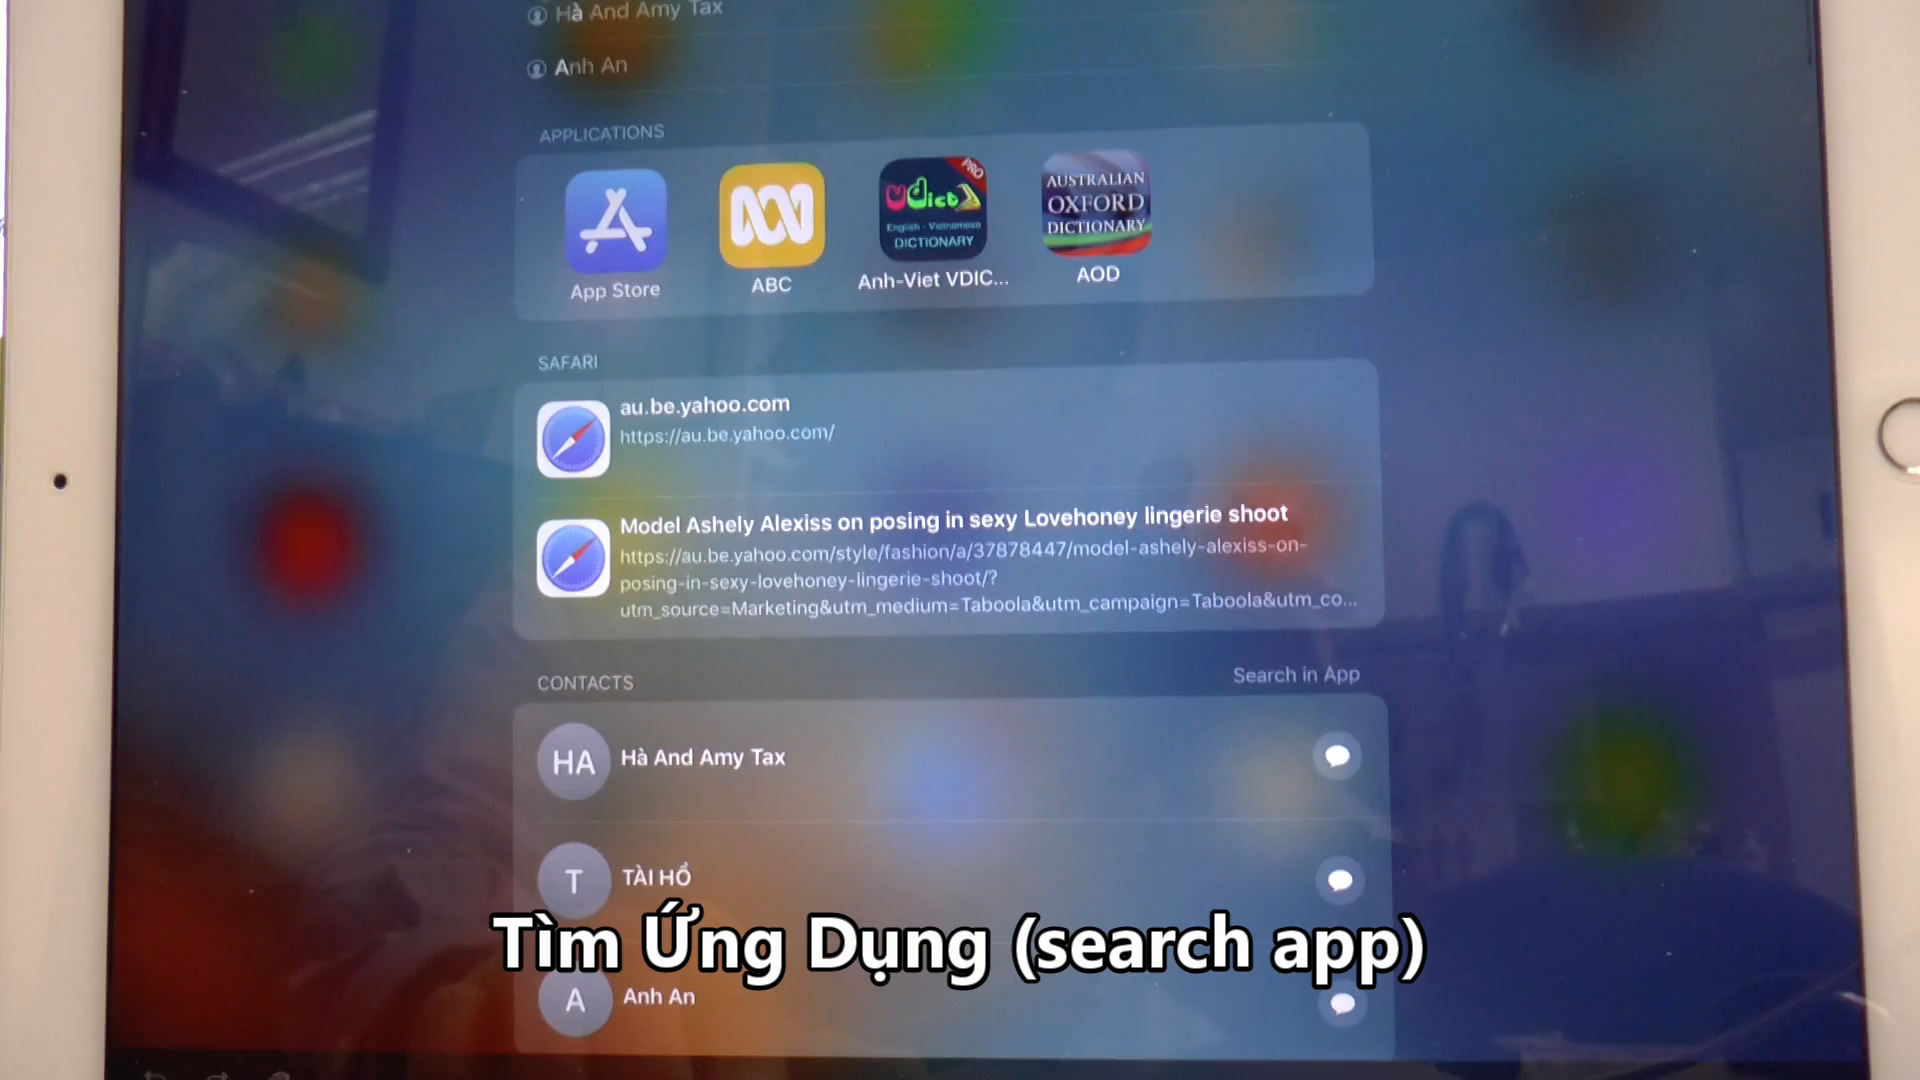 Hà And Amy Tax
Anh An
APPLICATIONS
AUSTRALIAN
OXFORD
DICTIONARY
PRO
VDict
English - Vietnamese
DICTIONARY
App Store
ABC
Anh-Viet VDIC...
AOD
SAFARI
au.be.yahoo.com
https://au.be.yahoo.com/
Model Ashely Alexiss on posing in sexy Lovehoney lingerie shoot
https://au.be.yahoo.com/style/fashion/a/37878447/model-ashely-alexiss-on-
posing-in-sexy-lovehoney-lingerie-shoot/?
utm_source=Marketing&utm_medium=Taboola&utm_campaign=Taboola&utm_co...
CONTACTS
Search in App
HA
Hà And Amy Tax
T
TÀI HỒ
Tìm Ứng Dụng (search app)
A
Anh An